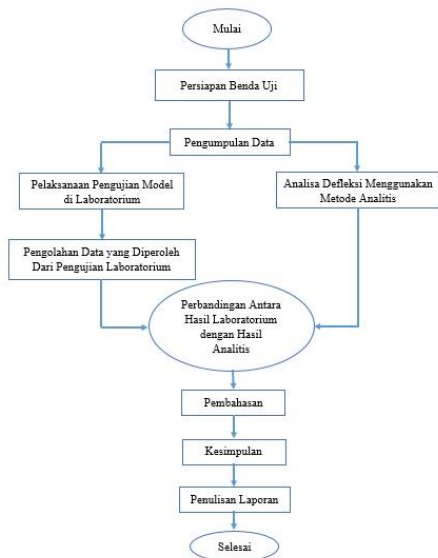 Mulai
Persiapan Benda Uji
Pengumpulan Data
Pelaksanaan Pengujian Model
di Laboratorium
Analisa Defleksi Menggunakan
Metode Analitis
Pengolahan Data yang Diperoleh
Dari Pengujian Laboratorium
Perbandingan Antara
Hasil Laboratorium
dengan Hasil
Analitis
Pembahasan
Kesimpulan
Penulisan Laporan
Selesai